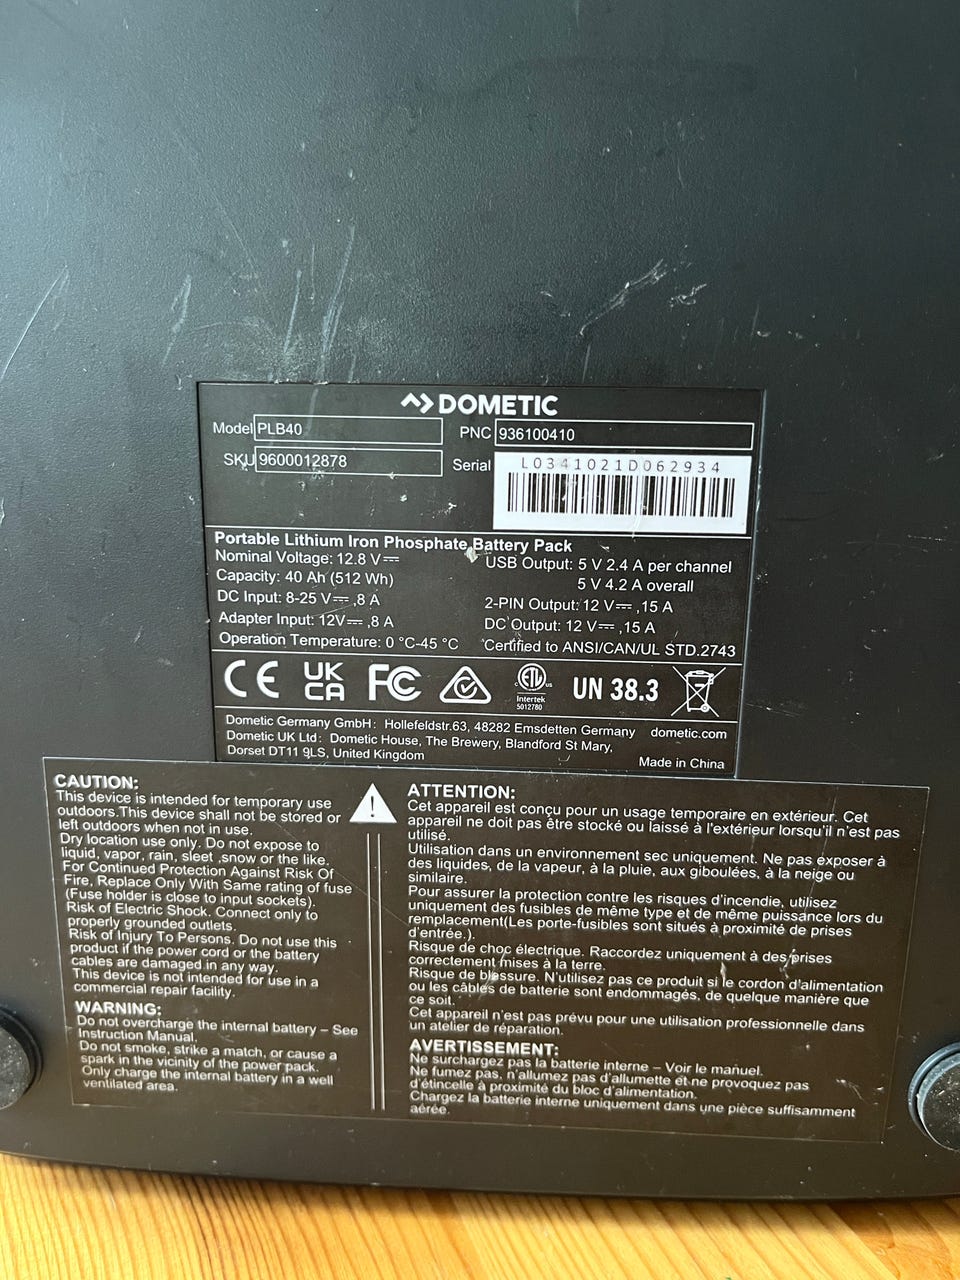 DOMETIC
Model PLB40
PNC 936100410
SKU 9600012878
Serial L0341021D062934
Portable Lithium Iron Phosphate Battery Pack
Nominal Voltage: 12.8 V⎓
Capacity: 40 Ah (512 Wh)
DC Input: 8-25 V⎓ ,8 A
Adapter Input: 12V⎓ ,8 A
Operation Temperature: 0 °C-45 °C
USB Output: 5 V 2.4 A per channel
5 V 4.2 A overall
2-PIN Output: 12 V⎓ ,15 A
DC Output: 12 V⎓ ,15 A
Certified to ANSI/CAN/UL STD.2743
CE
UK
CA
FC
c ETL us
Intertek
5012780
UN 38.3
Dometic Germany GmbH: Hollefeldstr.63, 48282 Emsdetten Germany dometic.com
Dometic UK Ltd: Dometic House, The Brewery, Blandford St Mary,
Dorset DT11 9LS, United Kingdom
Made in China
CAUTION:
This device is intended for temporary use
outdoors.This device shall not be stored or
left outdoors when not in use.
Dry location use only. Do not expose to
liquid, vapor, rain, sleet ,snow or the like.
For Continued Protection Against Risk Of
Fire, Replace Only With Same rating of fuse
(Fuse holder is close to input sockets).
Risk of Electric Shock. Connect only to
properly grounded outlets.
Risk of Injury To Persons. Do not use this
product if the power cord or the battery
cables are damaged in any way.
This device is not intended for use in a
commercial repair facility.
WARNING:
Do not overcharge the internal battery – See
Instruction Manual.
Do not smoke, strike a match, or cause a
spark in the vicinity of the power pack.
Only charge the internal battery in a well
ventilated area.
ATTENTION:
Cet appareil est conçu pour un usage temporaire en extérieur. Cet
appareil ne doit pas être stocké ou laissé à l'extérieur lorsqu'il n'est pas
utilisé.
Utilisation dans un environnement sec uniquement. Ne pas exposer à
des liquides, de la vapeur, à la pluie, aux giboulées, à la neige ou
similaire.
Pour assurer la protection contre les risques d'incendie, utilisez
uniquement des fusibles de même type et de même puissance lors du
remplacement(Les porte-fusibles sont situés à proximité de prises
d'entrée.).
Risque de choc électrique. Raccordez uniquement à des prises
correctement mises à la terre.
Risque de blessure. N'utilisez pas ce produit si le cordon d'alimentation
ou les câbles de batterie sont endommagés, de quelque manière que
ce soit.
Cet appareil n'est pas prévu pour une utilisation professionnelle dans
un atelier de réparation.
AVERTISSEMENT:
Ne surchargez pas la batterie interne – Voir le manuel.
Ne fumez pas, n'allumez pas d'allumette et ne provoquez pas
d'étincelle à proximité du bloc d'alimentation.
Chargez la batterie interne uniquement dans une pièce suffisamment
aérée.